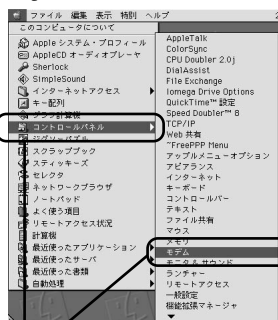 ファイル 編集 表示 特別 ヘルプ
このコンピュータについて
Apple システム・プロフィール
AppleCD オーディオプレーヤ
Sherlock
SimpleSound
インターネットアクセス
キー配列
グラフ計算機
コントロールパネル
ジグソーパズル
スクラップブック
スティッキーズ
セレクタ
ネットワークブラウザ
ノートパッド
よく使う項目
リモートアクセス状況
計算機
最近使ったアプリケーション
最近使ったサーバ
最近使った書類
自動処理
AppleTalk
ColorSync
CPU Doubler 2.0j
DialAssist
File Exchange
Iomega Drive Options
QuickTime™ 設定
Speed Doubler™ 8
TCP/IP
Web 共有
~FreePPP Menu
アップルメニューオプション
アピアランス
インターネット
キーボード
コントロールバー
テキスト
ファイル共有
マウス
メモリ
モデム
モニタ & サウンド
ランチャー
リモートアクセス
一般設定
機能拡張マネージャ